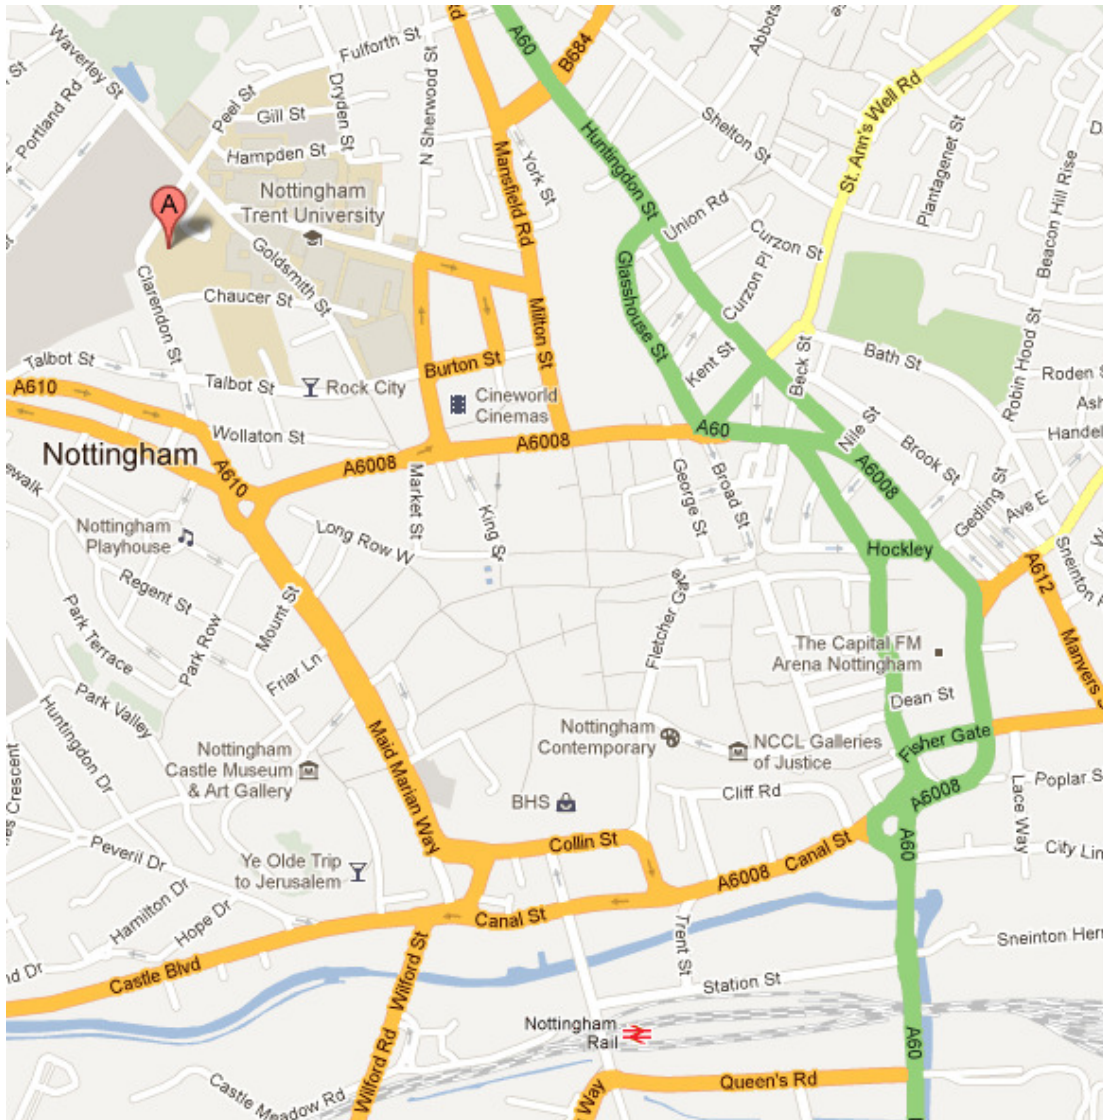 Waverley St
Portland Rd
Peel St
Fulforth St
Dryden St
Gill St
Hampden St
N Sherwood St
A60
B684
Huntingdon St
Shelton St
Abbots
St. Ann's Well Rd
Plantagenet St
Beacon Hill Rise
Mansfield Rd
York St
Union Rd
Curzon St
Curzon Pl
Nottingham
Trent University
A
Goldsmith St
Clarendon St
Chaucer St
Glasshouse St
Milton St
Kent St
Beck St
Bath St
Robin Hood St
Roden S
Ash
Handel
Talbot St
Talbot St
Rock City
Burton St
Cineworld
Cinemas
A610
Wollaton St
Nottingham
A610
A6008
A6008
A60
Nile St
Brook St
A6008
Gedling St
Ave E
ewalk
Market St
King St
George St
Broad St
Nottingham
Playhouse
Long Row W
Hockley
A612
Sneinton
Regent St
Mount St
Park Terrace
Park Row
Friar Ln
Fletcher Gate
The Capital FM
Arena Nottingham
Manvers S
Dean St
Park Valley
Huntingdon Dr
Maid Marian Way
Nottingham
Castle Museum
& Art Gallery
Nottingham
Contemporary
NCCL Galleries
of Justice
Fisher Gate
es Crescent
BHS
Cliff Rd
A6008
Lace Way
Poplar S
Peveril Dr
Collin St
Canal St
A60
City Lin
Ye Olde Trip
to Jerusalem
A6008
Hamilton Dr
Hope Dr
Canal St
Trent St
Sneinton Her
nd Dr
Castle Blvd
Wilford St
Station St
Nottingham
Rail
A60
Wilford Rd
Castle Meadow Rd
Way
Queen's Rd